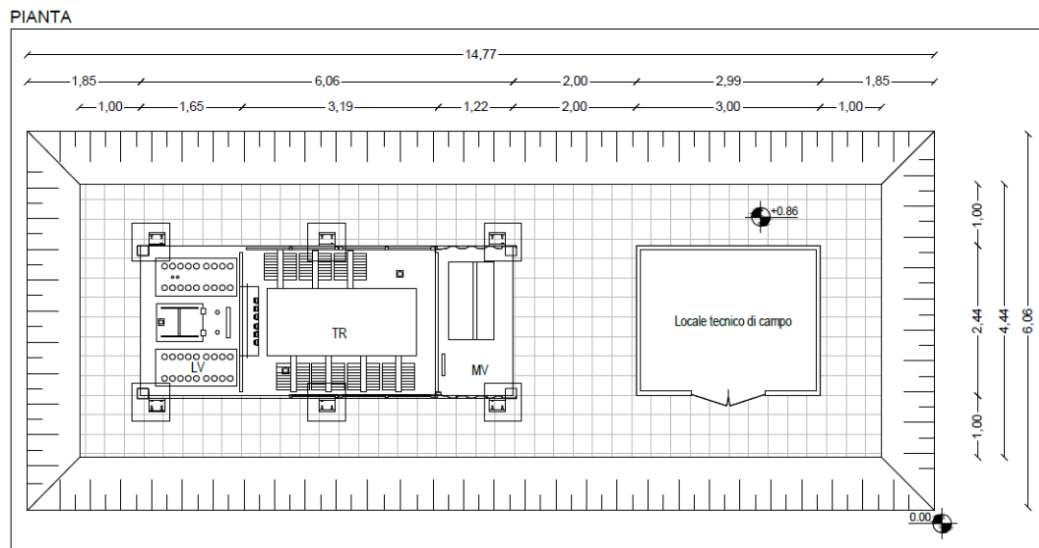 PIANTA
14,77
1,85 6,06 2,00 2,99 1,85
1,00 1,65 3,19 1,22 2,00 3,00 1,00
+0.86
1,00
TR
Locale tecnico di campo
2,44 4,44 6,06
LV
MV
1,00
0.00